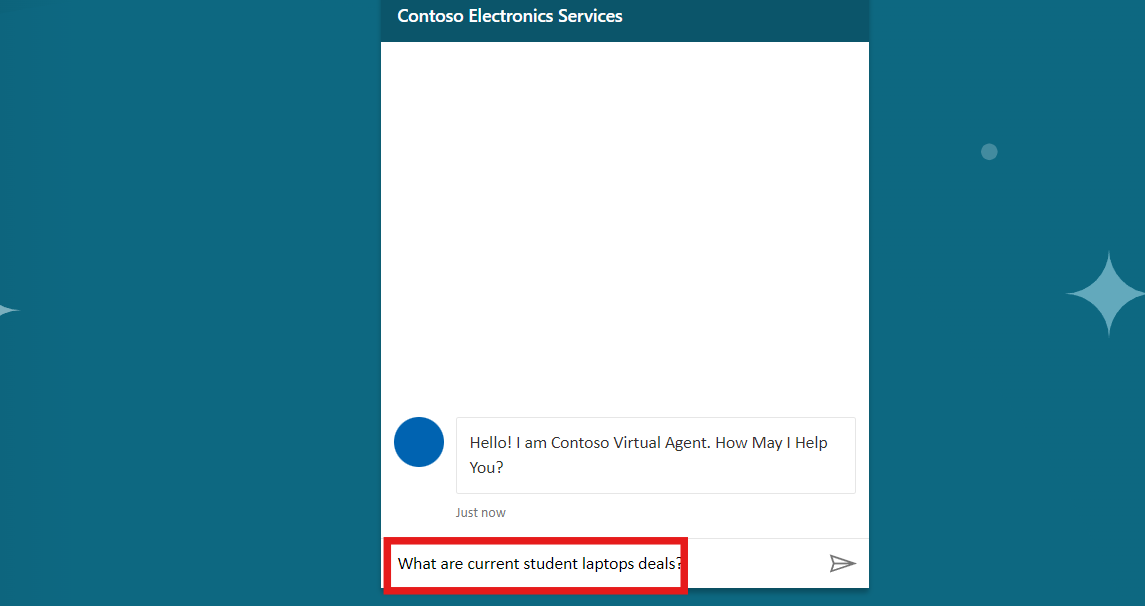 Contoso Electronics Services
Hello! I am Contoso Virtual Agent. How May I Help
You?
Just now
What are current student laptops deals?